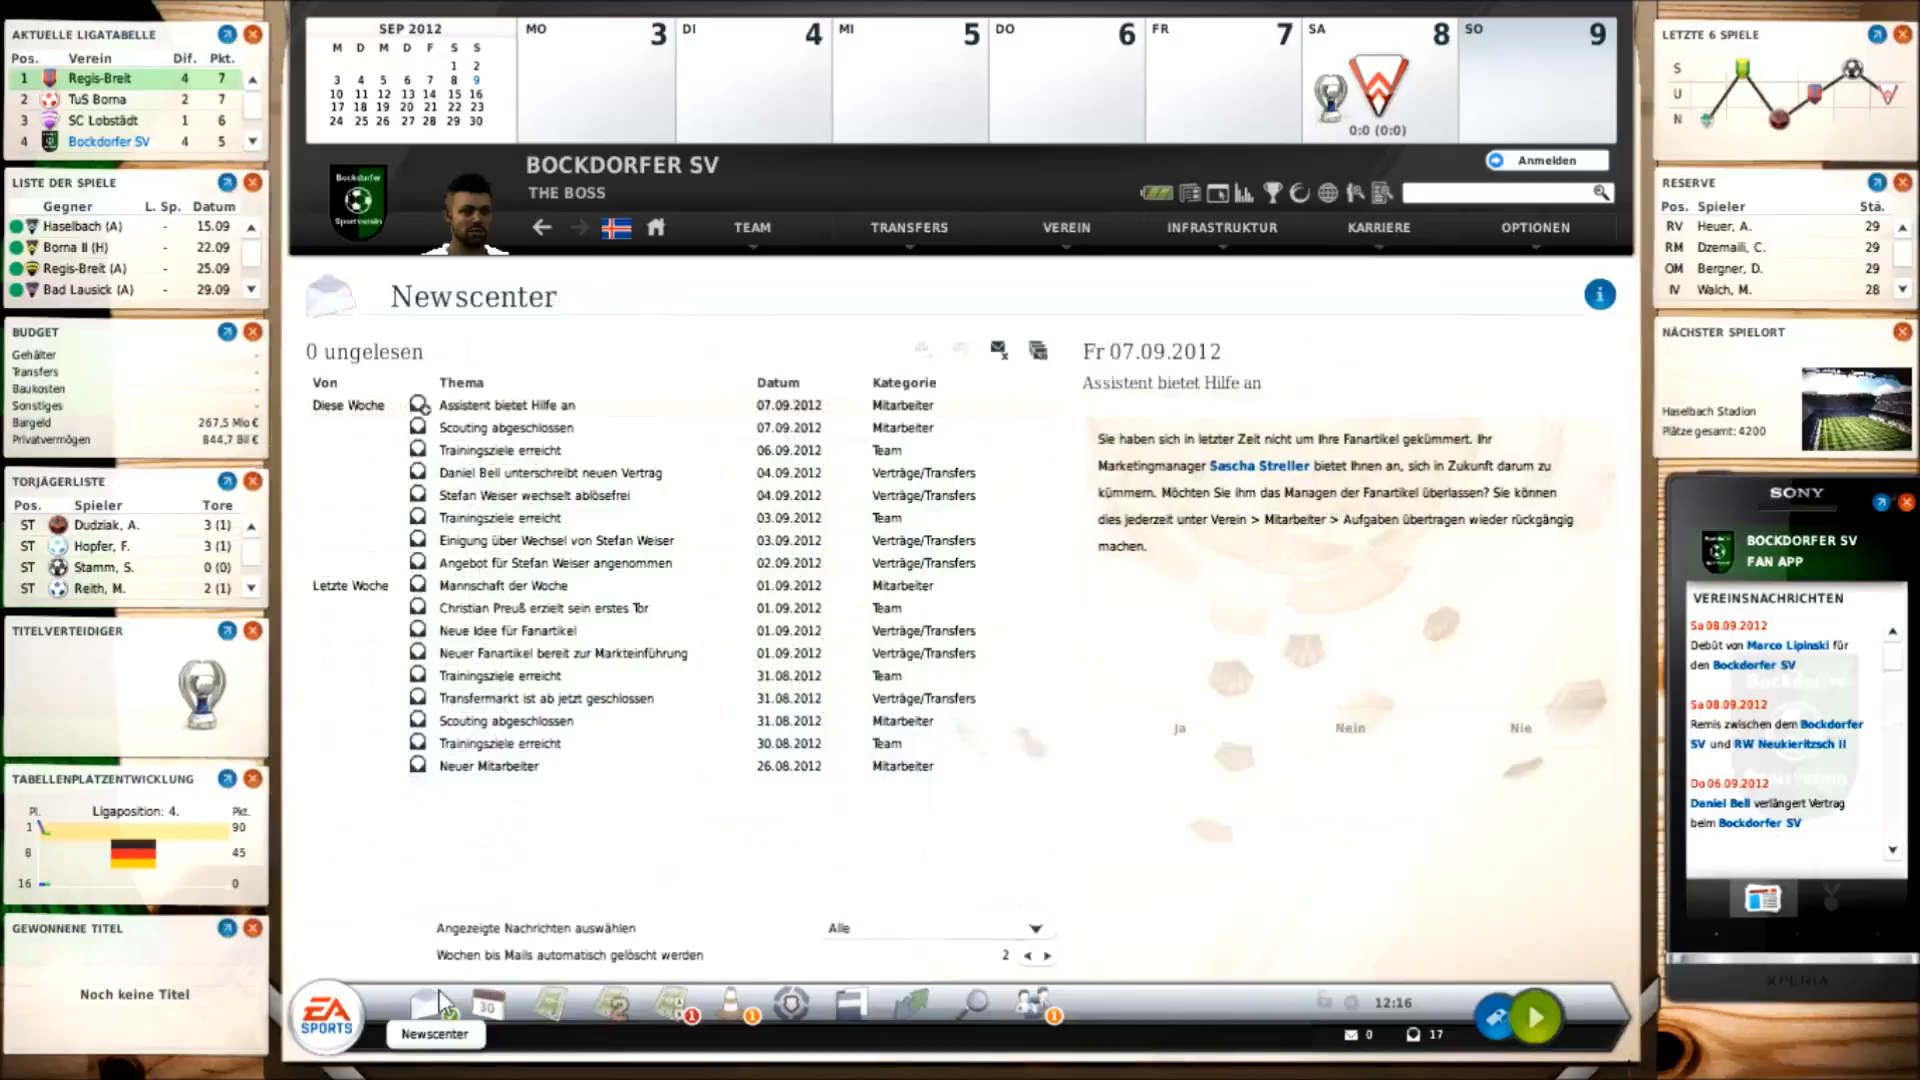 AKTUELLE LIGATABELLE
Pos. Verein Dif. Pkt.
1 Regis-Breit 4 7
2 TuS Borna 2 7
3 SC Lobstädt 1 6
4 Bockdorfer SV 4 5
LISTE DER SPIELE
Gegner L. Sp. Datum
Haselbach (A) - 15.09
Borna II (H) - 22.09
Regis-Breit (A) - 25.09
Bad Lausick (A) - 29.09
BUDGET
Gehälter -
Transfers -
Baukosten -
Sonstiges -
Bargeld 267,5 Mio €
Privatvermögen 844,7 Bil €
TORJÄGERLISTE
Pos. Spieler Tore
ST Dudziak, A. 3 (1)
ST Hopfer, F. 3 (1)
ST Stamm, S. 0 (0)
ST Reith, M. 2 (1)
TITELVERTEIDIGER
TABELLENPLATZENTWICKLUNG
Pl. Ligaposition: 4. Pkt.
1 90
8 45
16 0
GEWONNENE TITEL
Noch keine Titel
SEP 2012
M D M D F S S
1 2
3 4 5 6 7 8 9
10 11 12 13 14 15 16
17 18 19 20 21 22 23
24 25 26 27 28 29 30
MO 3 DI 4 MI 5 DO 6 FR 7 SA 8 SO 9
0:0 (0:0)
Bockdorfer
Sportverein
BOCKDORFER SV
THE BOSS
Anmelden
TEAM TRANSFERS VEREIN INFRASTRUKTUR KARRIERE OPTIONEN
Newscenter
0 ungelesen
Von Thema Datum Kategorie
Diese Woche Assistent bietet Hilfe an 07.09.2012 Mitarbeiter
Scouting abgeschlossen 07.09.2012 Mitarbeiter
Trainingsziele erreicht 06.09.2012 Team
Daniel Bell unterschreibt neuen Vertrag 04.09.2012 Verträge/Transfers
Stefan Weiser wechselt ablösefrei 04.09.2012 Verträge/Transfers
Trainingsziele erreicht 03.09.2012 Team
Einigung über Wechsel von Stefan Weiser 03.09.2012 Verträge/Transfers
Angebot für Stefan Weiser angenommen 02.09.2012 Verträge/Transfers
Letzte Woche Mannschaft der Woche 01.09.2012 Mitarbeiter
Christian Preuß erzielt sein erstes Tor 01.09.2012 Team
Neue Idee für Fanartikel 01.09.2012 Verträge/Transfers
Neuer Fanartikel bereit zur Markteinführung 01.09.2012 Verträge/Transfers
Trainingsziele erreicht 31.08.2012 Team
Transfermarkt ist ab jetzt geschlossen 31.08.2012 Verträge/Transfers
Scouting abgeschlossen 31.08.2012 Mitarbeiter
Trainingsziele erreicht 30.08.2012 Team
Neuer Mitarbeiter 26.08.2012 Mitarbeiter
Angezeigte Nachrichten auswählen Alle
Wochen bis Mails automatisch gelöscht werden 2
Fr 07.09.2012
Assistent bietet Hilfe an
Sie haben sich in letzter Zeit nicht um Ihre Fanartikel gekümmert. Ihr
Marketingmanager Sascha Streller bietet Ihnen an, sich in Zukunft darum zu
kümmern. Möchten Sie ihm das Managen der Fanartikel überlassen? Sie können
dies jederzeit unter Verein > Mitarbeiter > Aufgaben übertragen wieder rückgängig
machen.
Ja Nein Nie
EA
SPORTS
30
2
1
1
1
Newscenter
12:16
0 17
LETZTE 6 SPIELE
S
U
N
RESERVE
Pos. Spieler Stä.
RV Heuer, A. 29
RM Dzemaili, C. 29
OM Bergner, D. 29
IV Walch, M. 28
NÄCHSTER SPIELORT
Haselbach Stadion
Plätze gesamt: 4200
SONY
BOCKDORFER SV
FAN APP
VEREINSNACHRICHTEN
Sa 08.09.2012
Debüt von Marco Lipinski für
den Bockdorfer SV
Sa 08.09.2012
Remis zwischen dem Bockdorfer
SV und RW Neukieritzsch II
Do 06.09.2012
Daniel Bell verlängert Vertrag
beim Bockdorfer SV
XPERIA